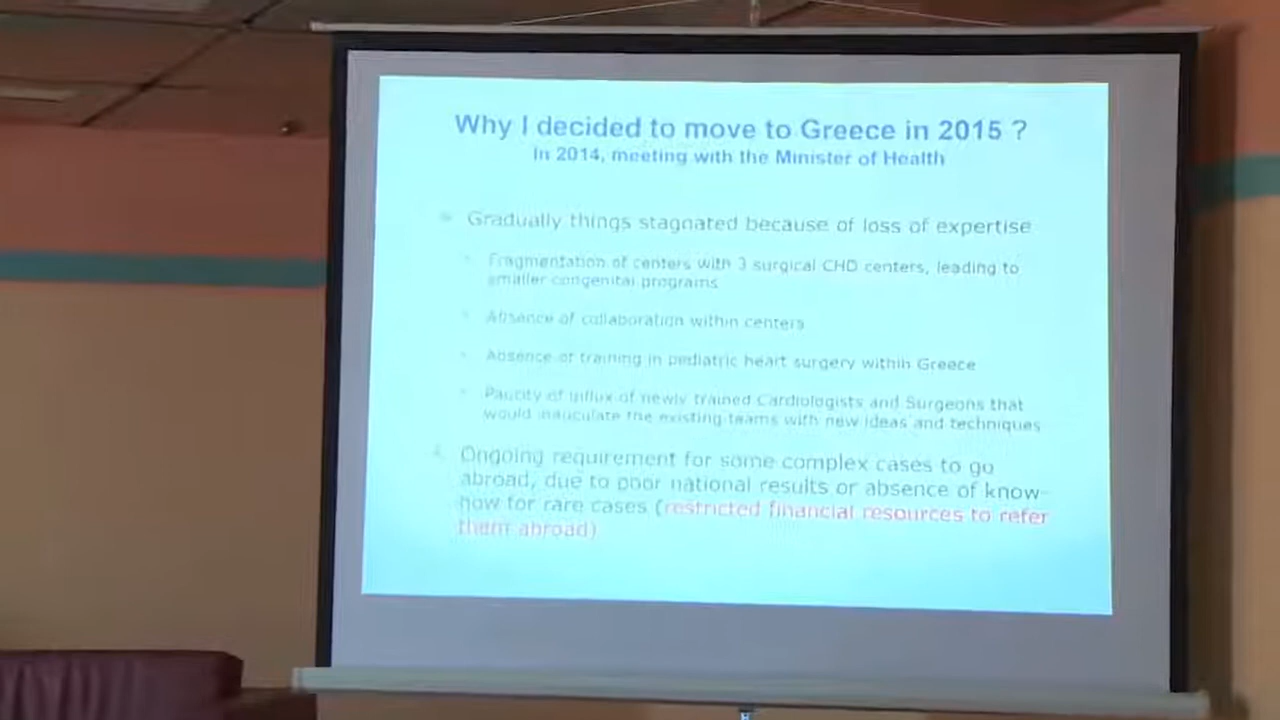 Why I decided to move to Greece in 2015 ?
In 2014, meeting with the Minister of Health
Gradually things stagnated because of loss of expertise
Fragmentation of centers with 3 surgical CHD centers, leading to
smaller congenital programs
Absence of collaboration within centers
Absence of training in pediatric heart surgery within Greece
Paucity of influx of newly trained Cardiologists and Surgeons that
would inauculate the existing teams with new ideas and techniques
Ongoing requirement for some complex cases to go
abroad, due to poor national results or absence of know-
how for rare cases (restricted financial resources to refer
them abroad)